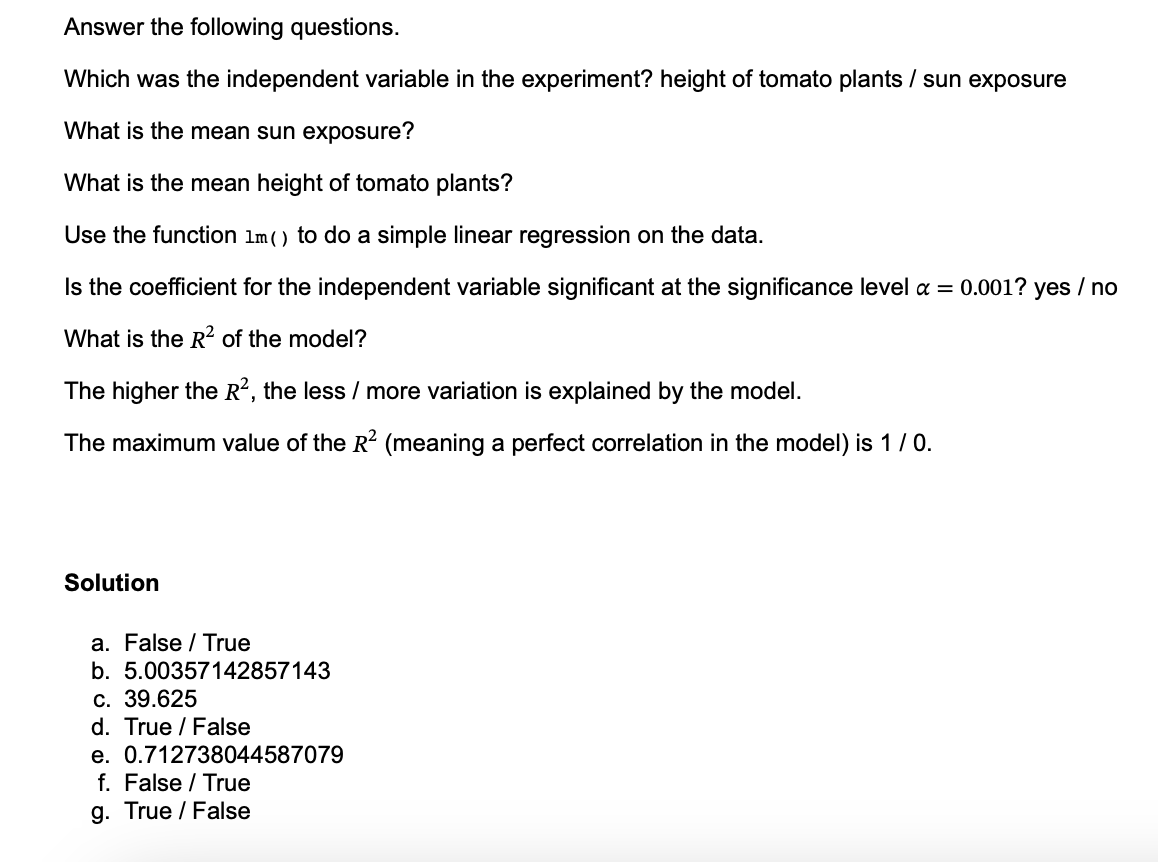 Answer the following questions.
Which was the independent variable in the experiment? height of tomato plants / sun exposure
What is the mean sun exposure?
What is the mean height of tomato plants?
Use the function lm() to do a simple linear regression on the data.
Is the coefficient for the independent variable significant at the significance level α = 0.001? yes / no
What is the R² of the model?
The higher the R², the less / more variation is explained by the model.
The maximum value of the R² (meaning a perfect correlation in the model) is 1 / 0.
Solution
a. False / True
b. 5.00357142857143
c. 39.625
d. True / False
e. 0.712738044587079
f. False / True
g. True / False